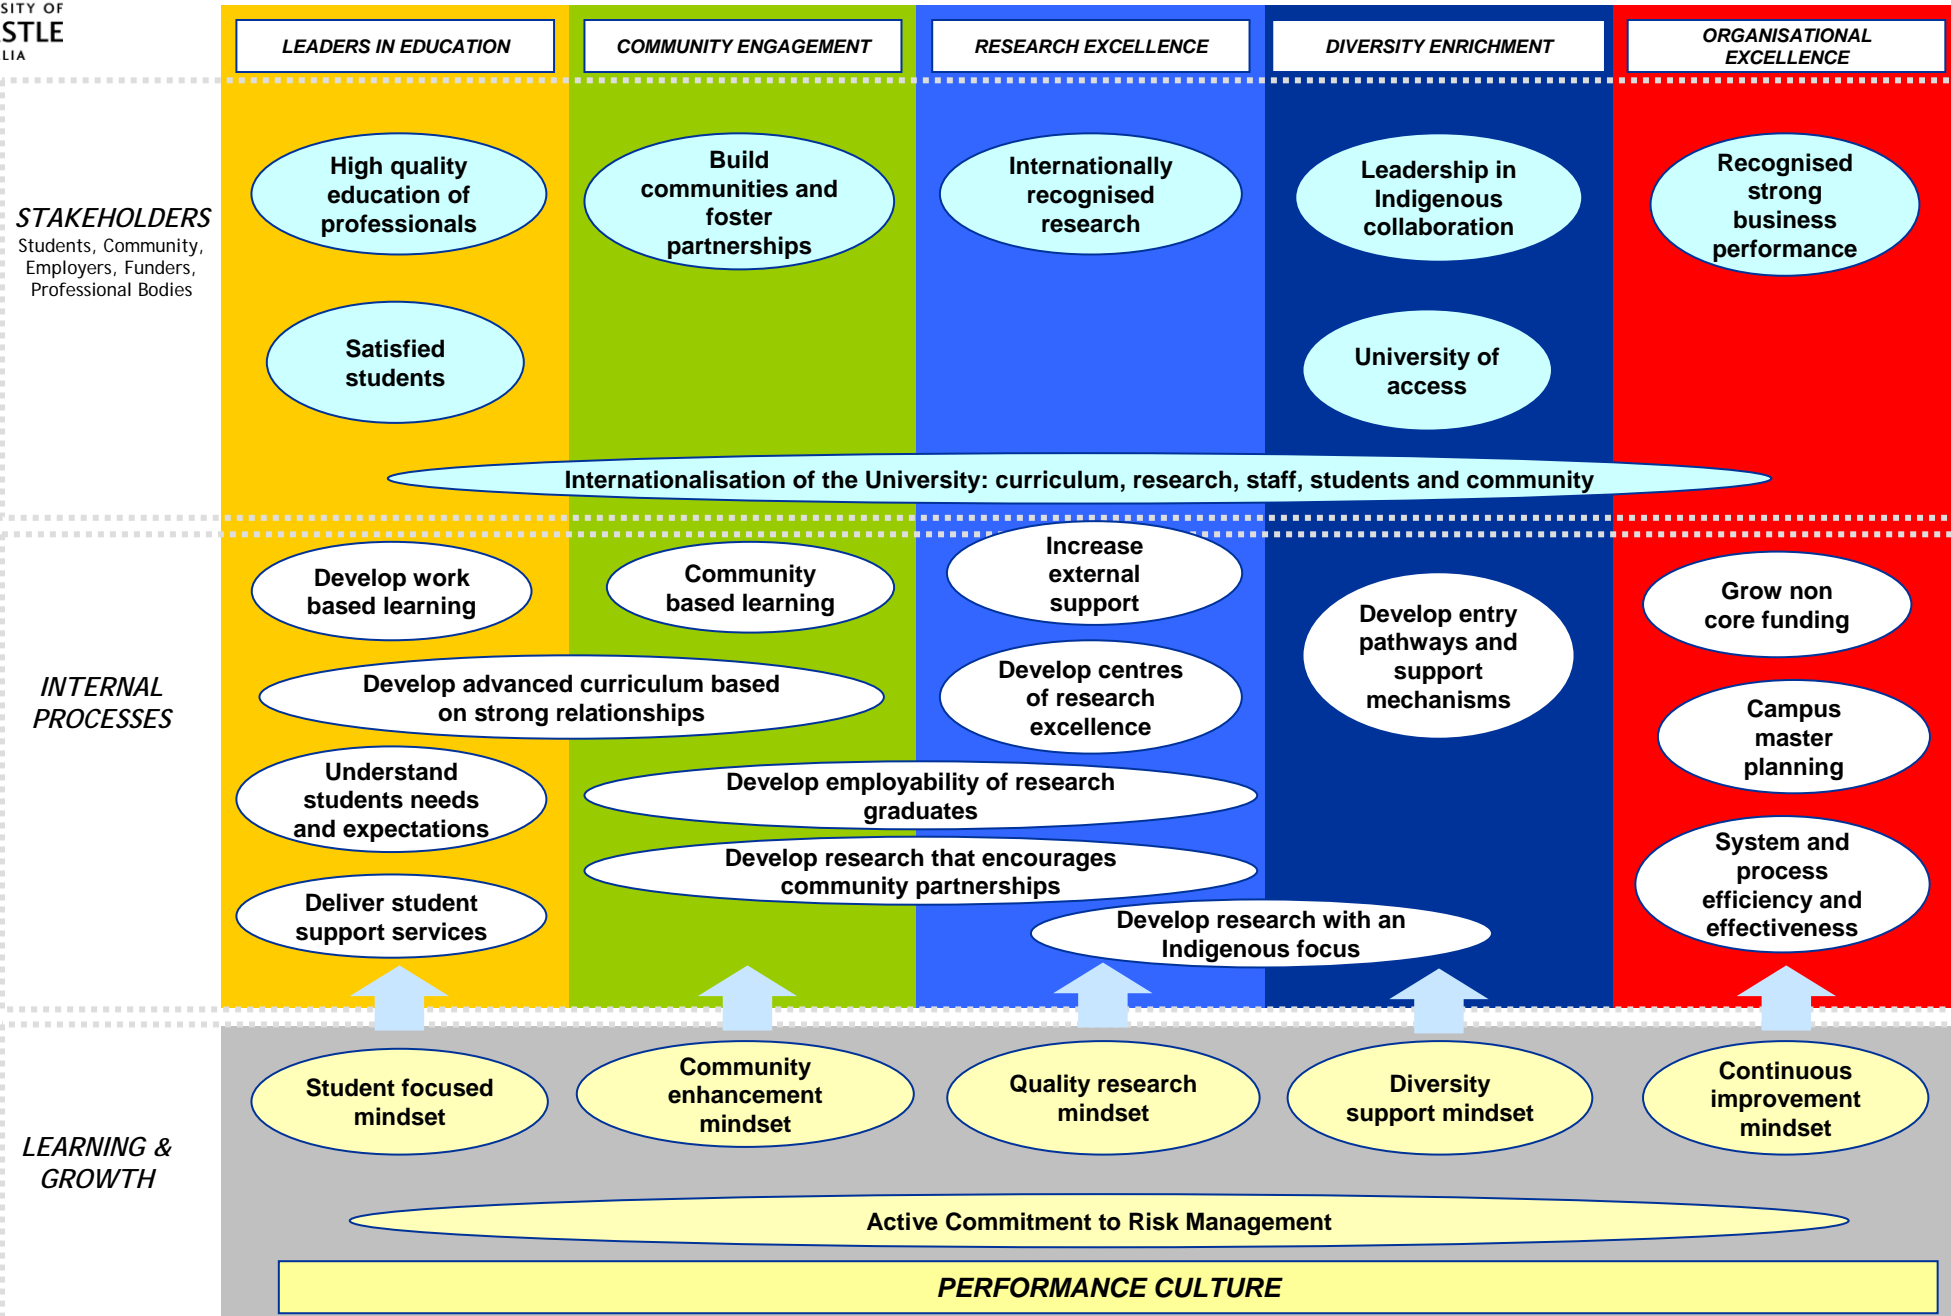 OF
LEADERS IN EDUCATION
COMMUNITY ENGAGEMENT
RESEARCH EXCELLENCE
DIVERSITY ENRICHMENT
ORGANISATIONAL
EXCELLENCE
STAKEHOLDERS
Students, Community,
Employers, Funders,
Professional Bodies
High quality
education of
professionals
Build
communities and
foster
partnerships
Internationally
recognised
research
Leadership in
Indigenous
collaboration
Recognised
strong
business
performance
Satisfied
students
University of
access
Internationalisation of the University: curriculum, research, staff, students and community
INTERNAL
PROCESSES
Develop work
based learning
Community
based learning
Increase
external
support
Develop entry
pathways and
support
mechanisms
Grow non
core funding
Develop advanced curriculum based
on strong relationships
Develop centres
of research
excellence
Campus
master
planning
Understand
students needs
and expectations
Develop employability of research
graduates
Develop research that encourages
community partnerships
System and
process
efficiency and
effectiveness
Deliver student
support services
Develop research with an
Indigenous focus
LEARNING &
GROWTH
Student focused
mindset
Community
enhancement
mindset
Quality research
mindset
Diversity
support mindset
Continuous
improvement
mindset
Active Commitment to Risk Management
PERFORMANCE CULTURE